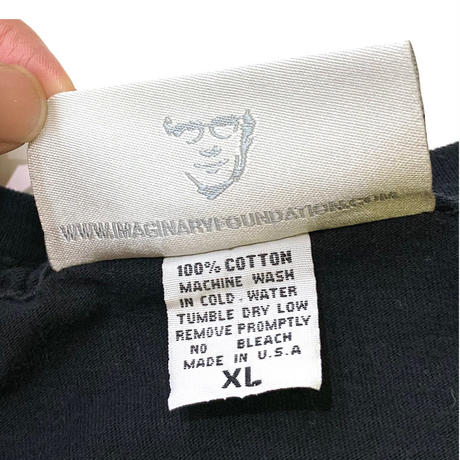 WWW.IMAGINARYFOUNDATION.COM
100% COTTON
MACHINE WASH
IN COLD. WATER
TUMBLE DRY LOW
REMOVE PROMPTLY
NO BLEACH
MADE IN U.S.A
XL